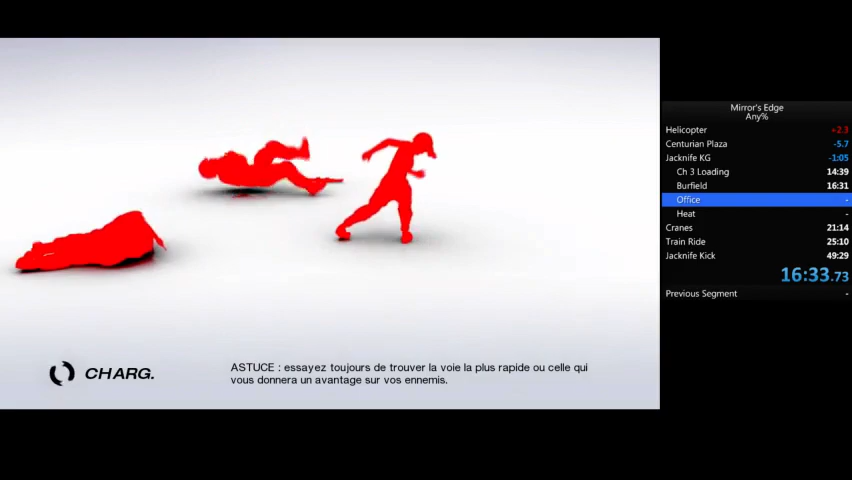 Mirror's Edge
Any%
Helicopter +2.3
Centurian Plaza -5.7
Jacknife KG -1:05
Ch 3 Loading 14:39
Burfield 16:31
Office -
Heat -
Cranes 21:14
Train Ride 25:10
Jacknife Kick 49:29
16:33.73
Previous Segment -
CHARG.
ASTUCE : essayez toujours de trouver la voie la plus rapide ou celle qui
vous donnera un avantage sur vos ennemis.